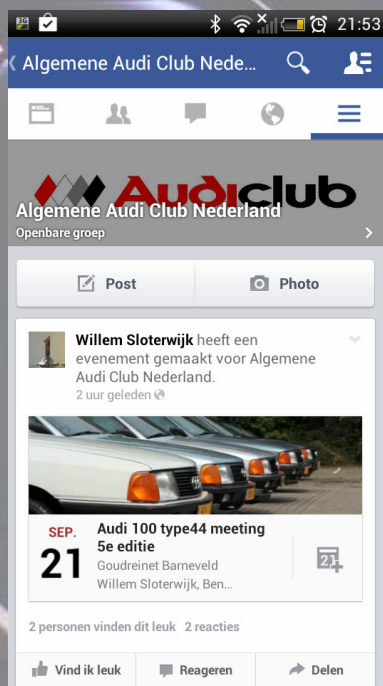 3G
21:53
Algemene Audi Club Nede...
Audiclub
Algemene Audi Club Nederland
Openbare groep
Post
Photo
Willem Sloterwijk heeft een
evenement gemaakt voor Algemene
Audi Club Nederland.
2 uur geleden
SEP.
21
Audi 100 type44 meeting
5e editie
Goudreinet Barneveld
Willem Sloterwijk, Ben...
21
2 personen vinden dit leuk 2 reacties
Vind ik leuk
Reageren
Delen